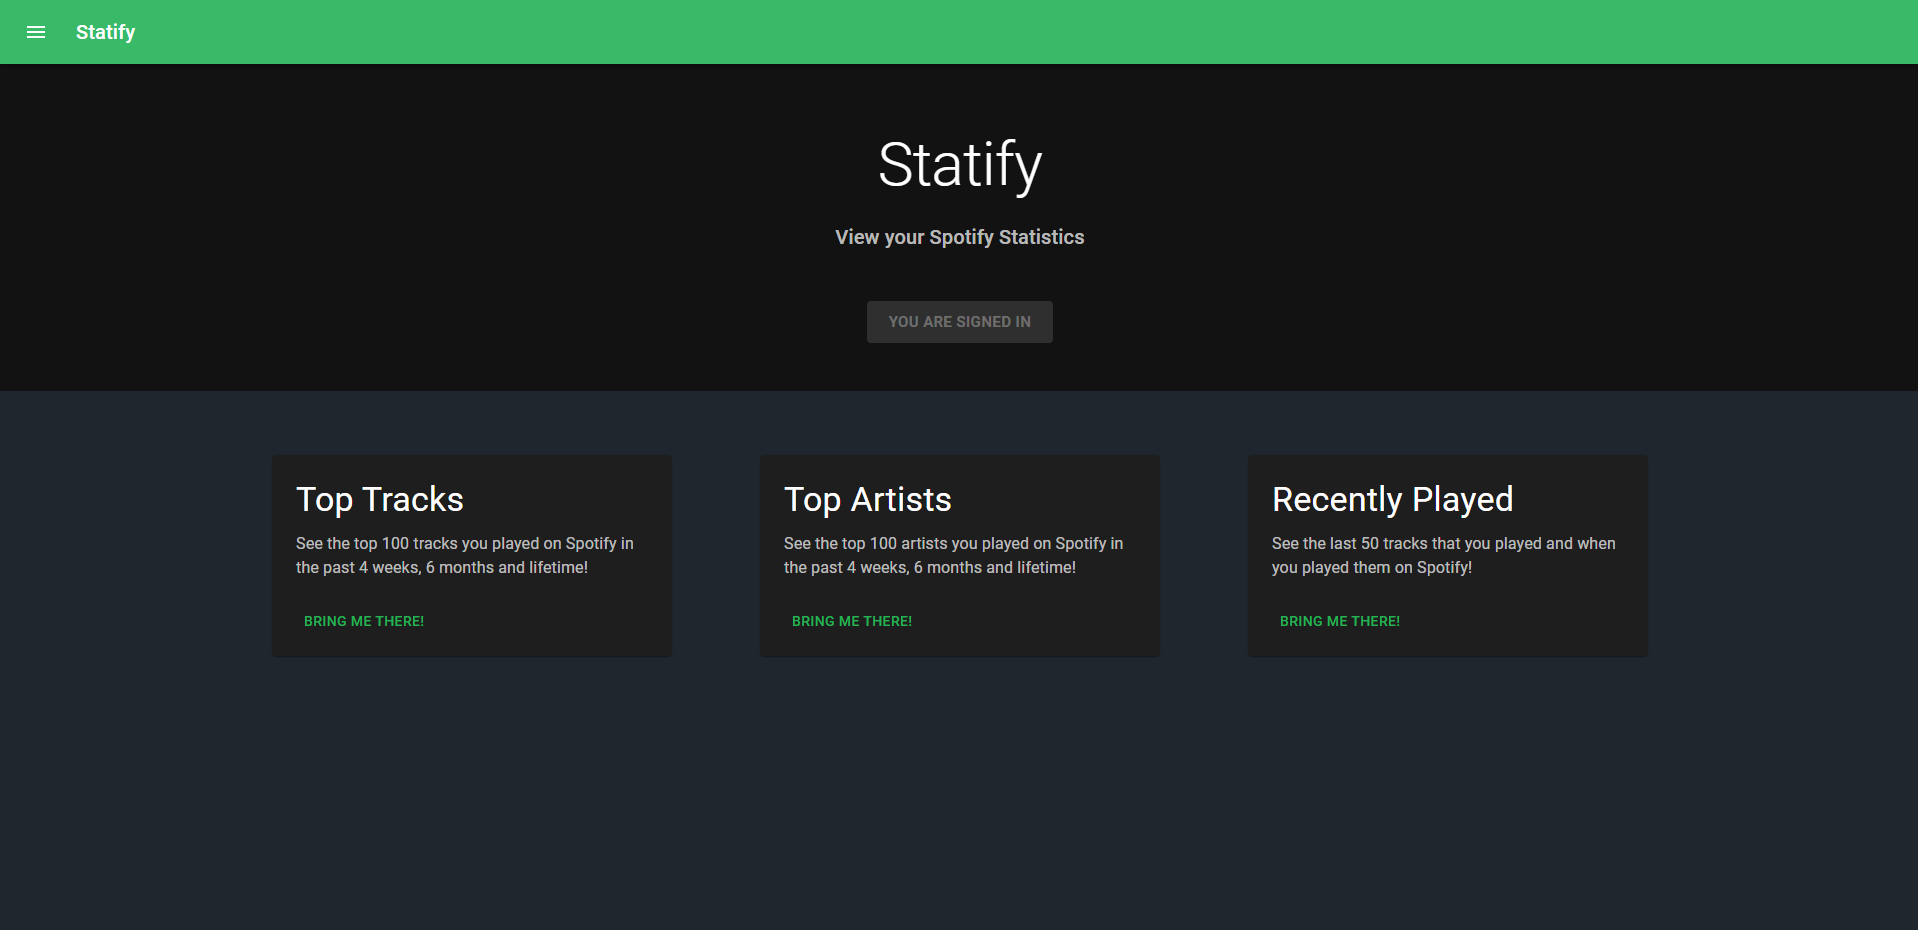 Statify
Statify
View your Spotify Statistics
YOU ARE SIGNED IN
Top Tracks
See the top 100 tracks you played on Spotify in
the past 4 weeks, 6 months and lifetime!
BRING ME THERE!
Top Artists
See the top 100 artists you played on Spotify in
the past 4 weeks, 6 months and lifetime!
BRING ME THERE!
Recently Played
See the last 50 tracks that you played and when
you played them on Spotify!
BRING ME THERE!